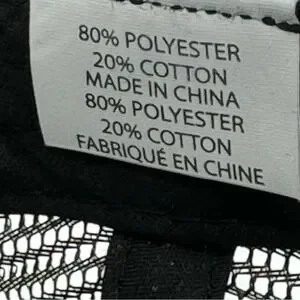 80% POLYESTER
20% COTTON
MADE IN CHINA
80% POLYESTER
20% COTTON
FABRIQUÉ EN CHINE